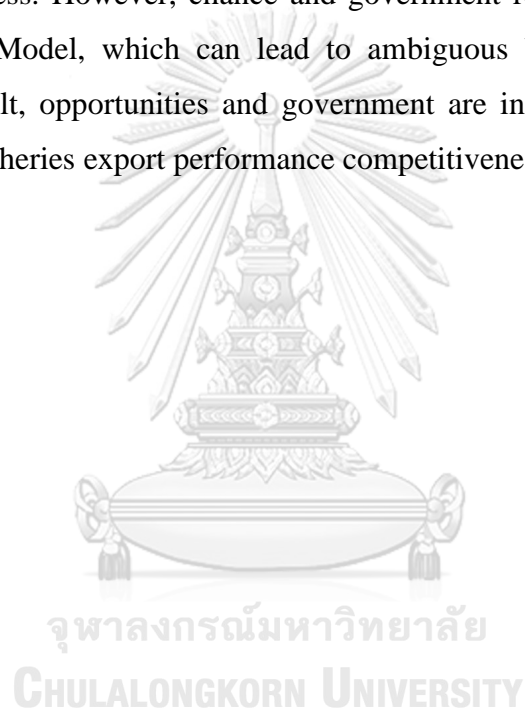 ess. However, chance and government f
Model, which can lead to ambiguous
lt, opportunities and government are in
heries export performance competitivene
จุฬาลงกรณ์มหาวิทยาลัย
CHULALONGKORN UNIVERSITY